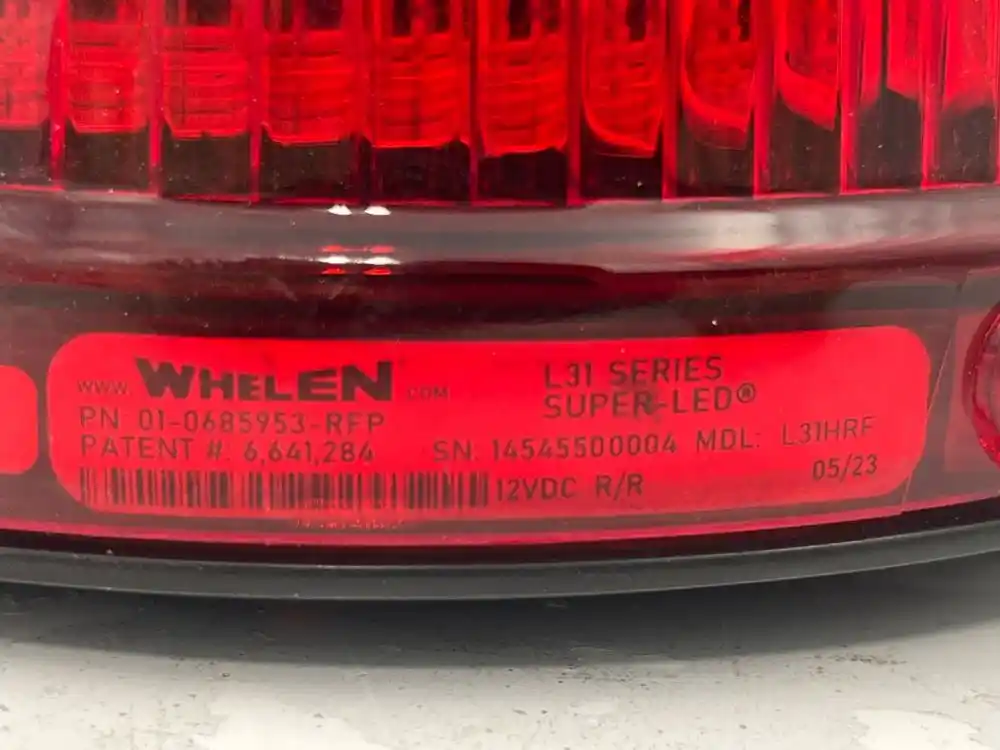 www.WHELEN.COM
L31 SERIES
SUPER-LED®
PN: 01-0685953-RFP
PATENT #: 6,641,284
SN: 14545500004 MDL: L31HRF
12VDC R/R
05/23